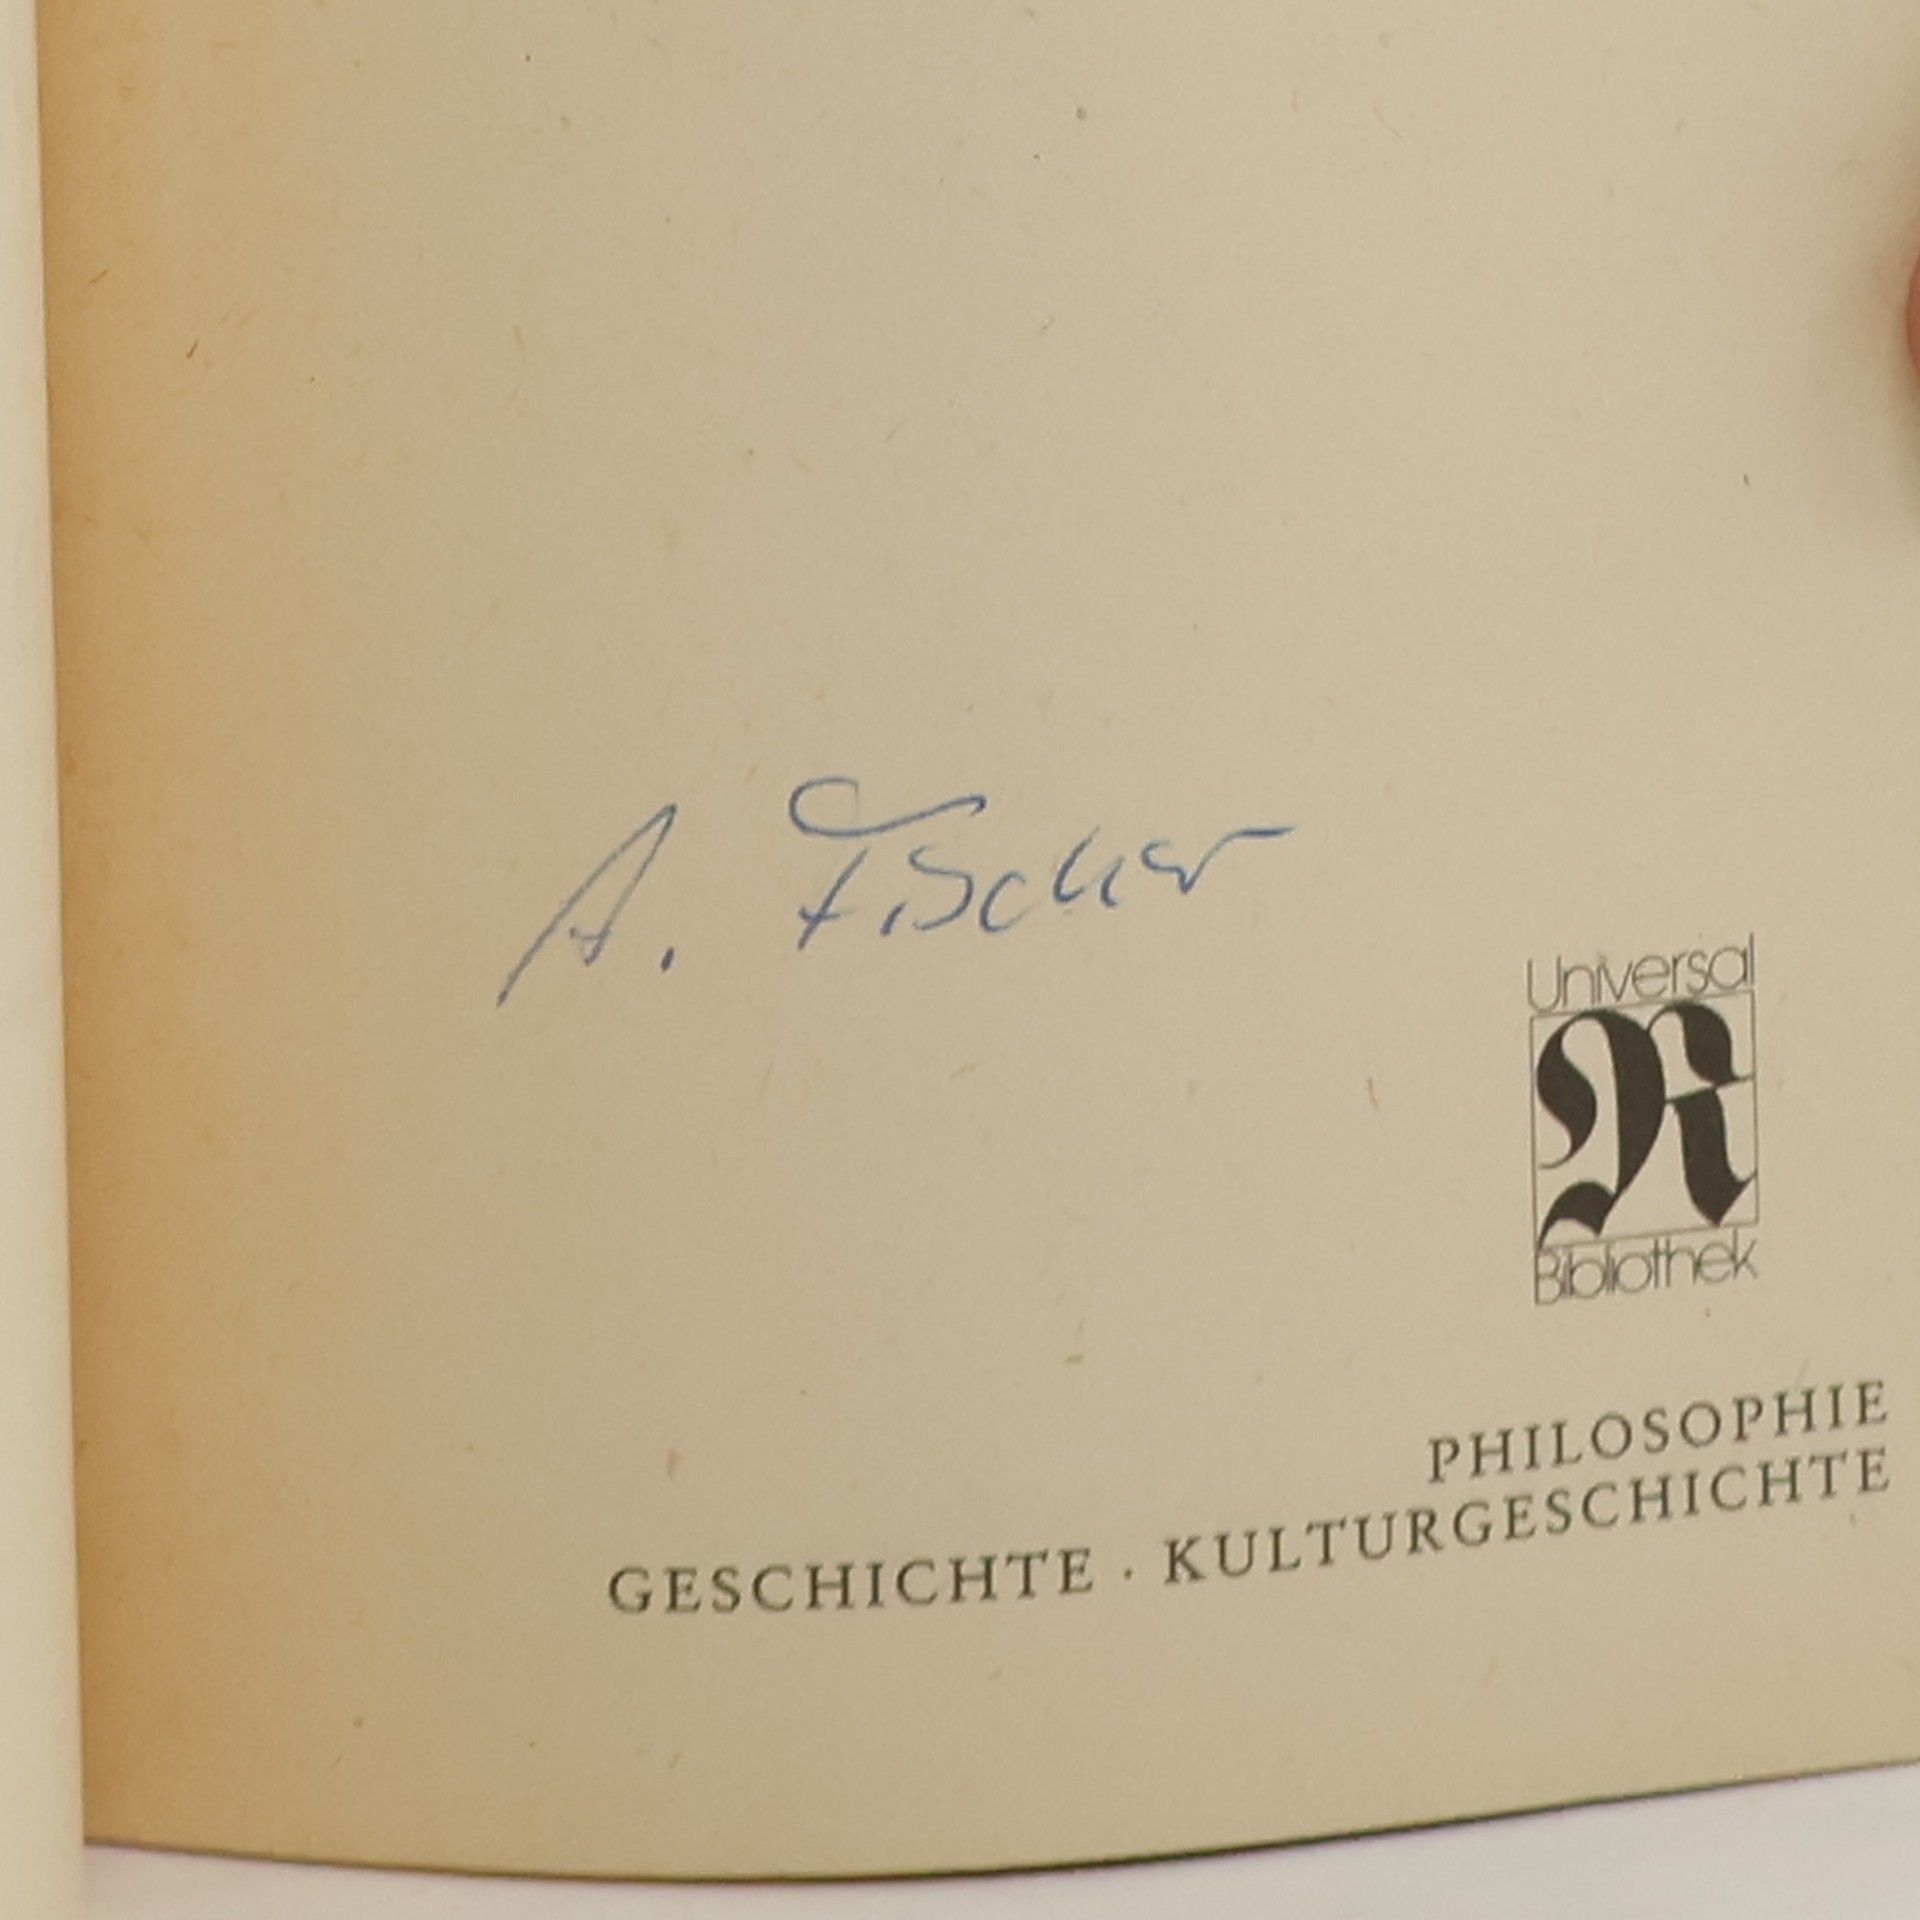 A. Fischer
Universal
R
Bibliothek
PHILOSOPHIE
GESCHICHTE · KULTURGESCHICHTE